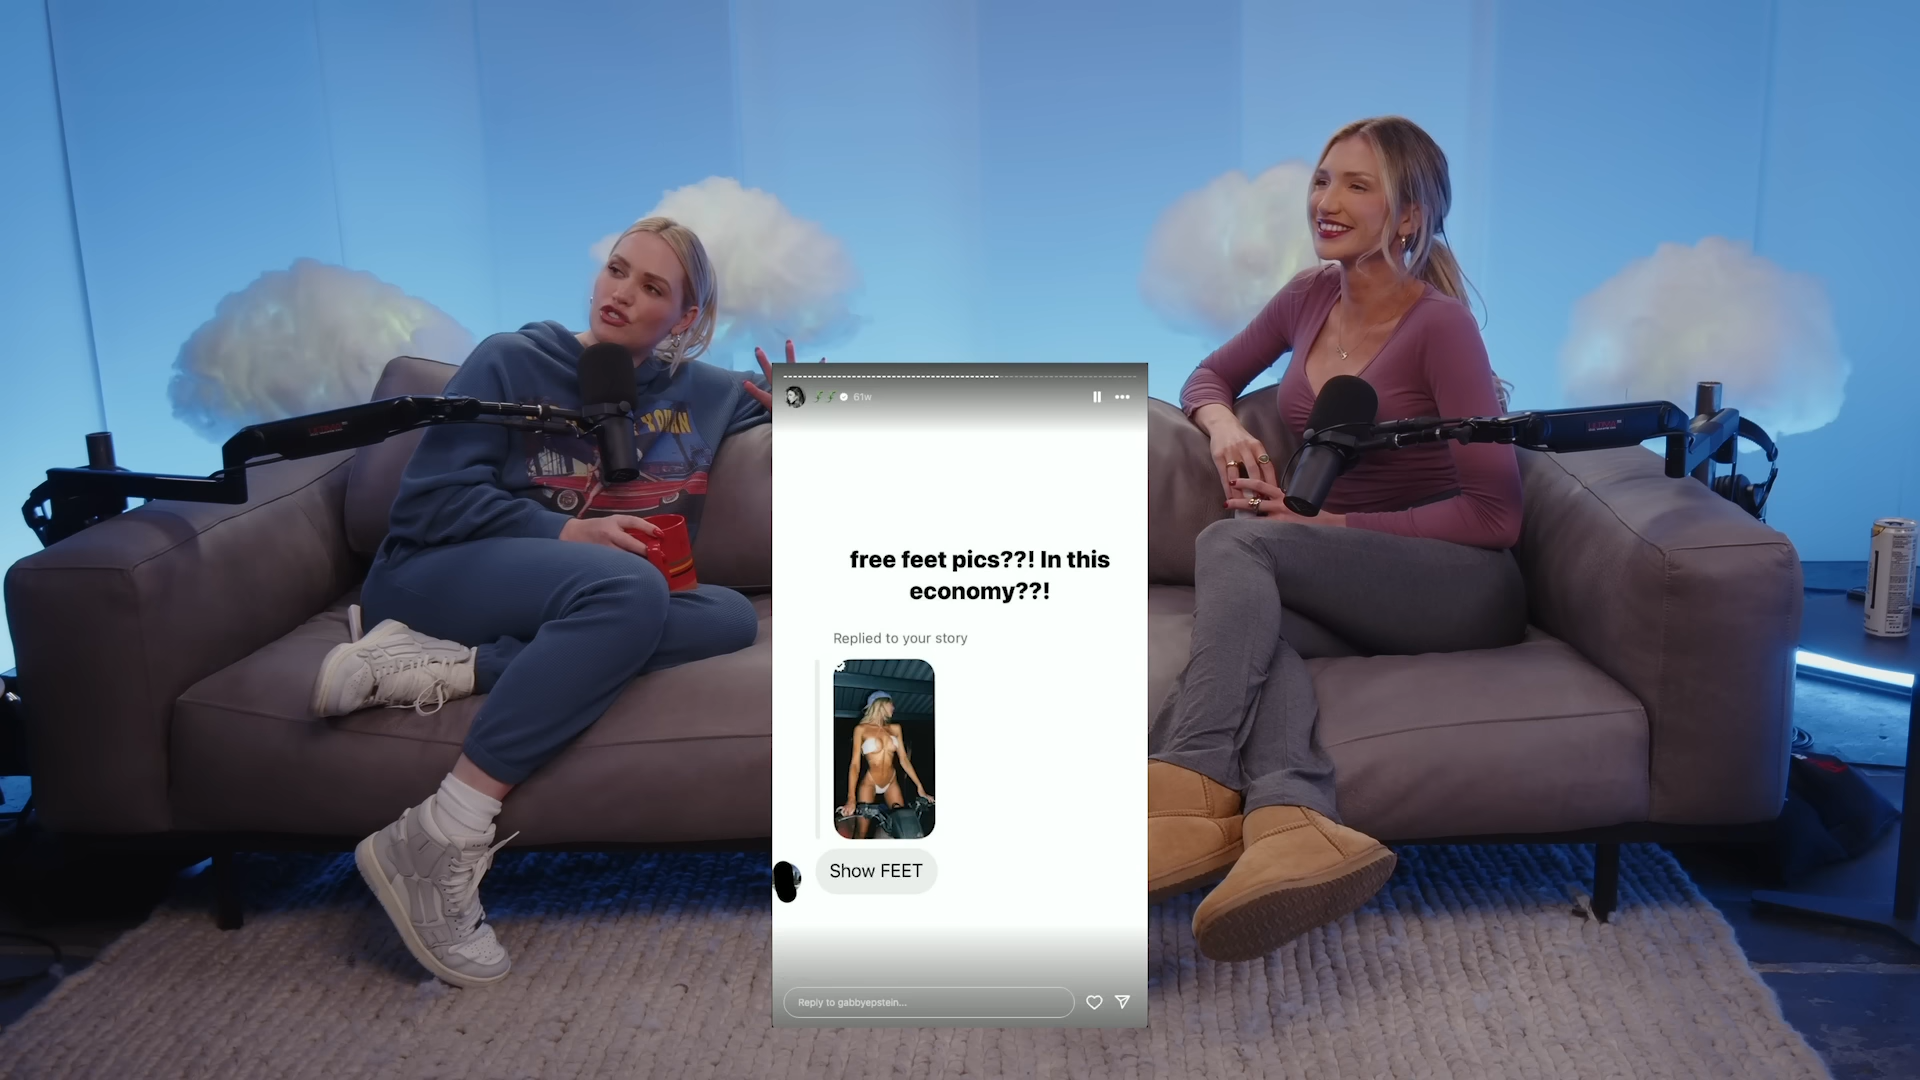 61w
free feet pics??! In this
economy??!
Replied to your story
Show FEET
Reply to gabbyepstein...